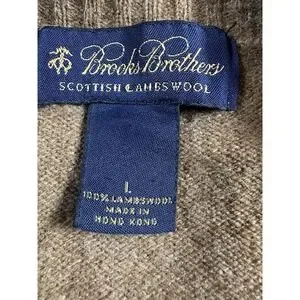 Brooks Brothers
SCOTTISH LAMBSWOOL
L
100% LAMBSWOOL
MADE IN
HONG KONG